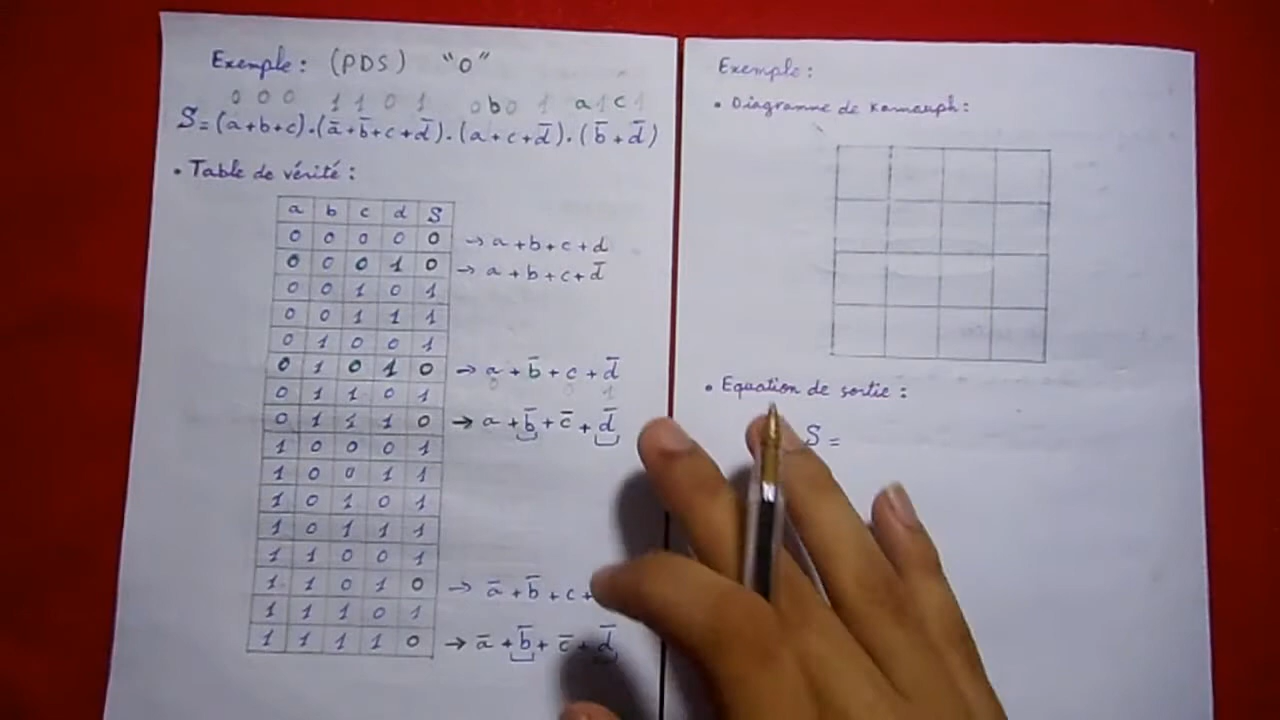 Exemple : (PDS) "0"
0 0 0 1 1 0 1 0 b 0 1 a 1 c 1
S = (a+b+c).(a̅+b̅+c+d̅).(a+c+d̅).(b̅+d̅)
• Table de vérité :
a b c d S
0 0 0 0 0 → a+b+c+d
0 0 0 1 0 → a+b+c+d̅
0 0 1 0 1
0 0 1 1 1
0 1 0 0 1
0 1 0 1 0 → a+b̅+c+d̅
0 0 1
0 1 1 0 1
0 1 1 1 0 → a+b̅+c̅+d̅
1 0 0 0 1
1 0 0 1 1
1 0 1 0 1
1 0 1 1 1
1 1 0 0 1
1 1 0 1 0 → a̅+b̅+c+
1 1 1 0 1
1 1 1 1 0 → a̅+b̅+c̅+d̅
Exemple :
• Diagramme de Karnauph :
• Equation de sortie :
S =